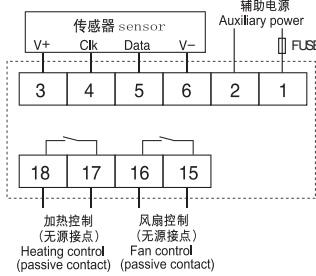 辅助电源
Auxiliary power
传感器 sensor
V+ Clk Data V−
FUSE
3 4 5 6 2 1
18 17 16 15
加热控制
(无源接点)
Heating control
(passive contact)
风扇控制
(无源接点)
Fan control
(passive contact)